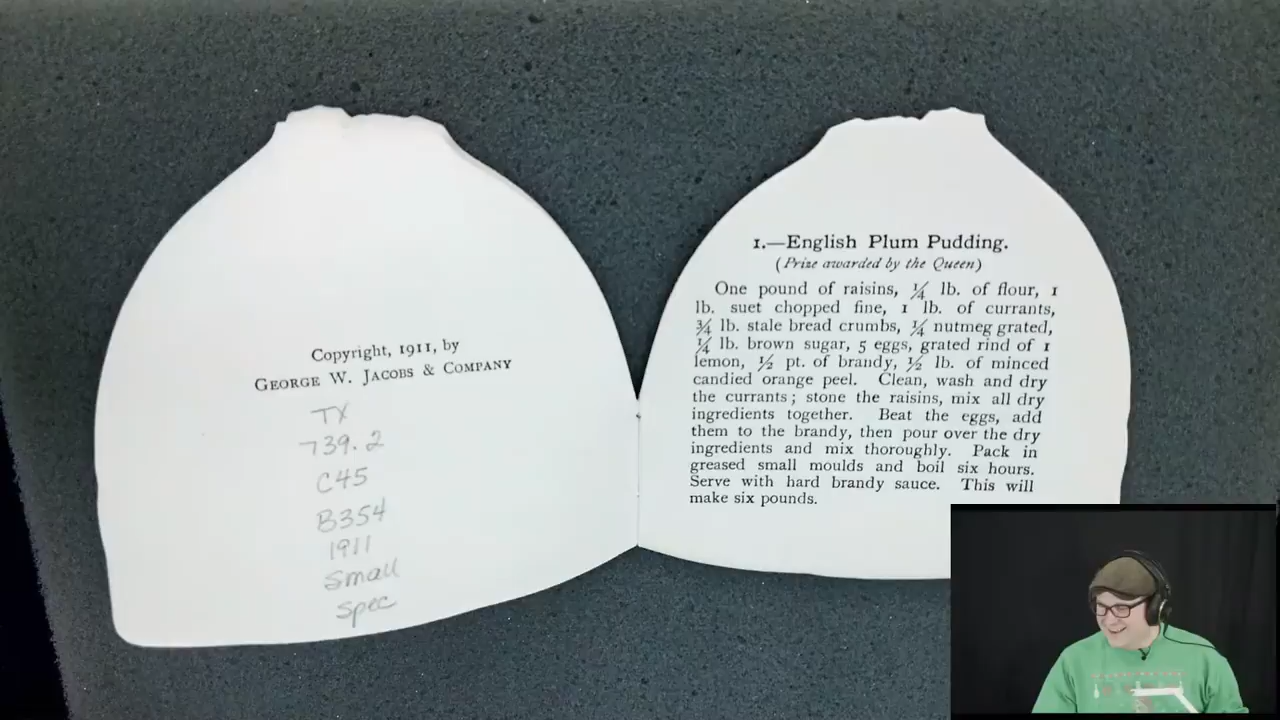 Copyright, 1911, by
GEORGE W. JACOBS & COMPANY
TX
739.2
C45
B354
1911
small
spec
1.—English Plum Pudding.
(Prize awarded by the Queen)
One pound of raisins, ¼ lb. of flour, 1
lb. suet chopped fine, 1 lb. of currants,
¾ lb. stale bread crumbs, ¼ nutmeg grated,
¼ lb. brown sugar, 5 eggs, grated rind of 1
lemon, ½ pt. of brandy, ½ lb. of minced
candied orange peel. Clean, wash and dry
the currants; stone the raisins, mix all dry
ingredients together. Beat the eggs, add
them to the brandy, then pour over the dry
ingredients and mix thoroughly. Pack in
greased small moulds and boil six hours.
Serve with hard brandy sauce. This will
make six pounds.